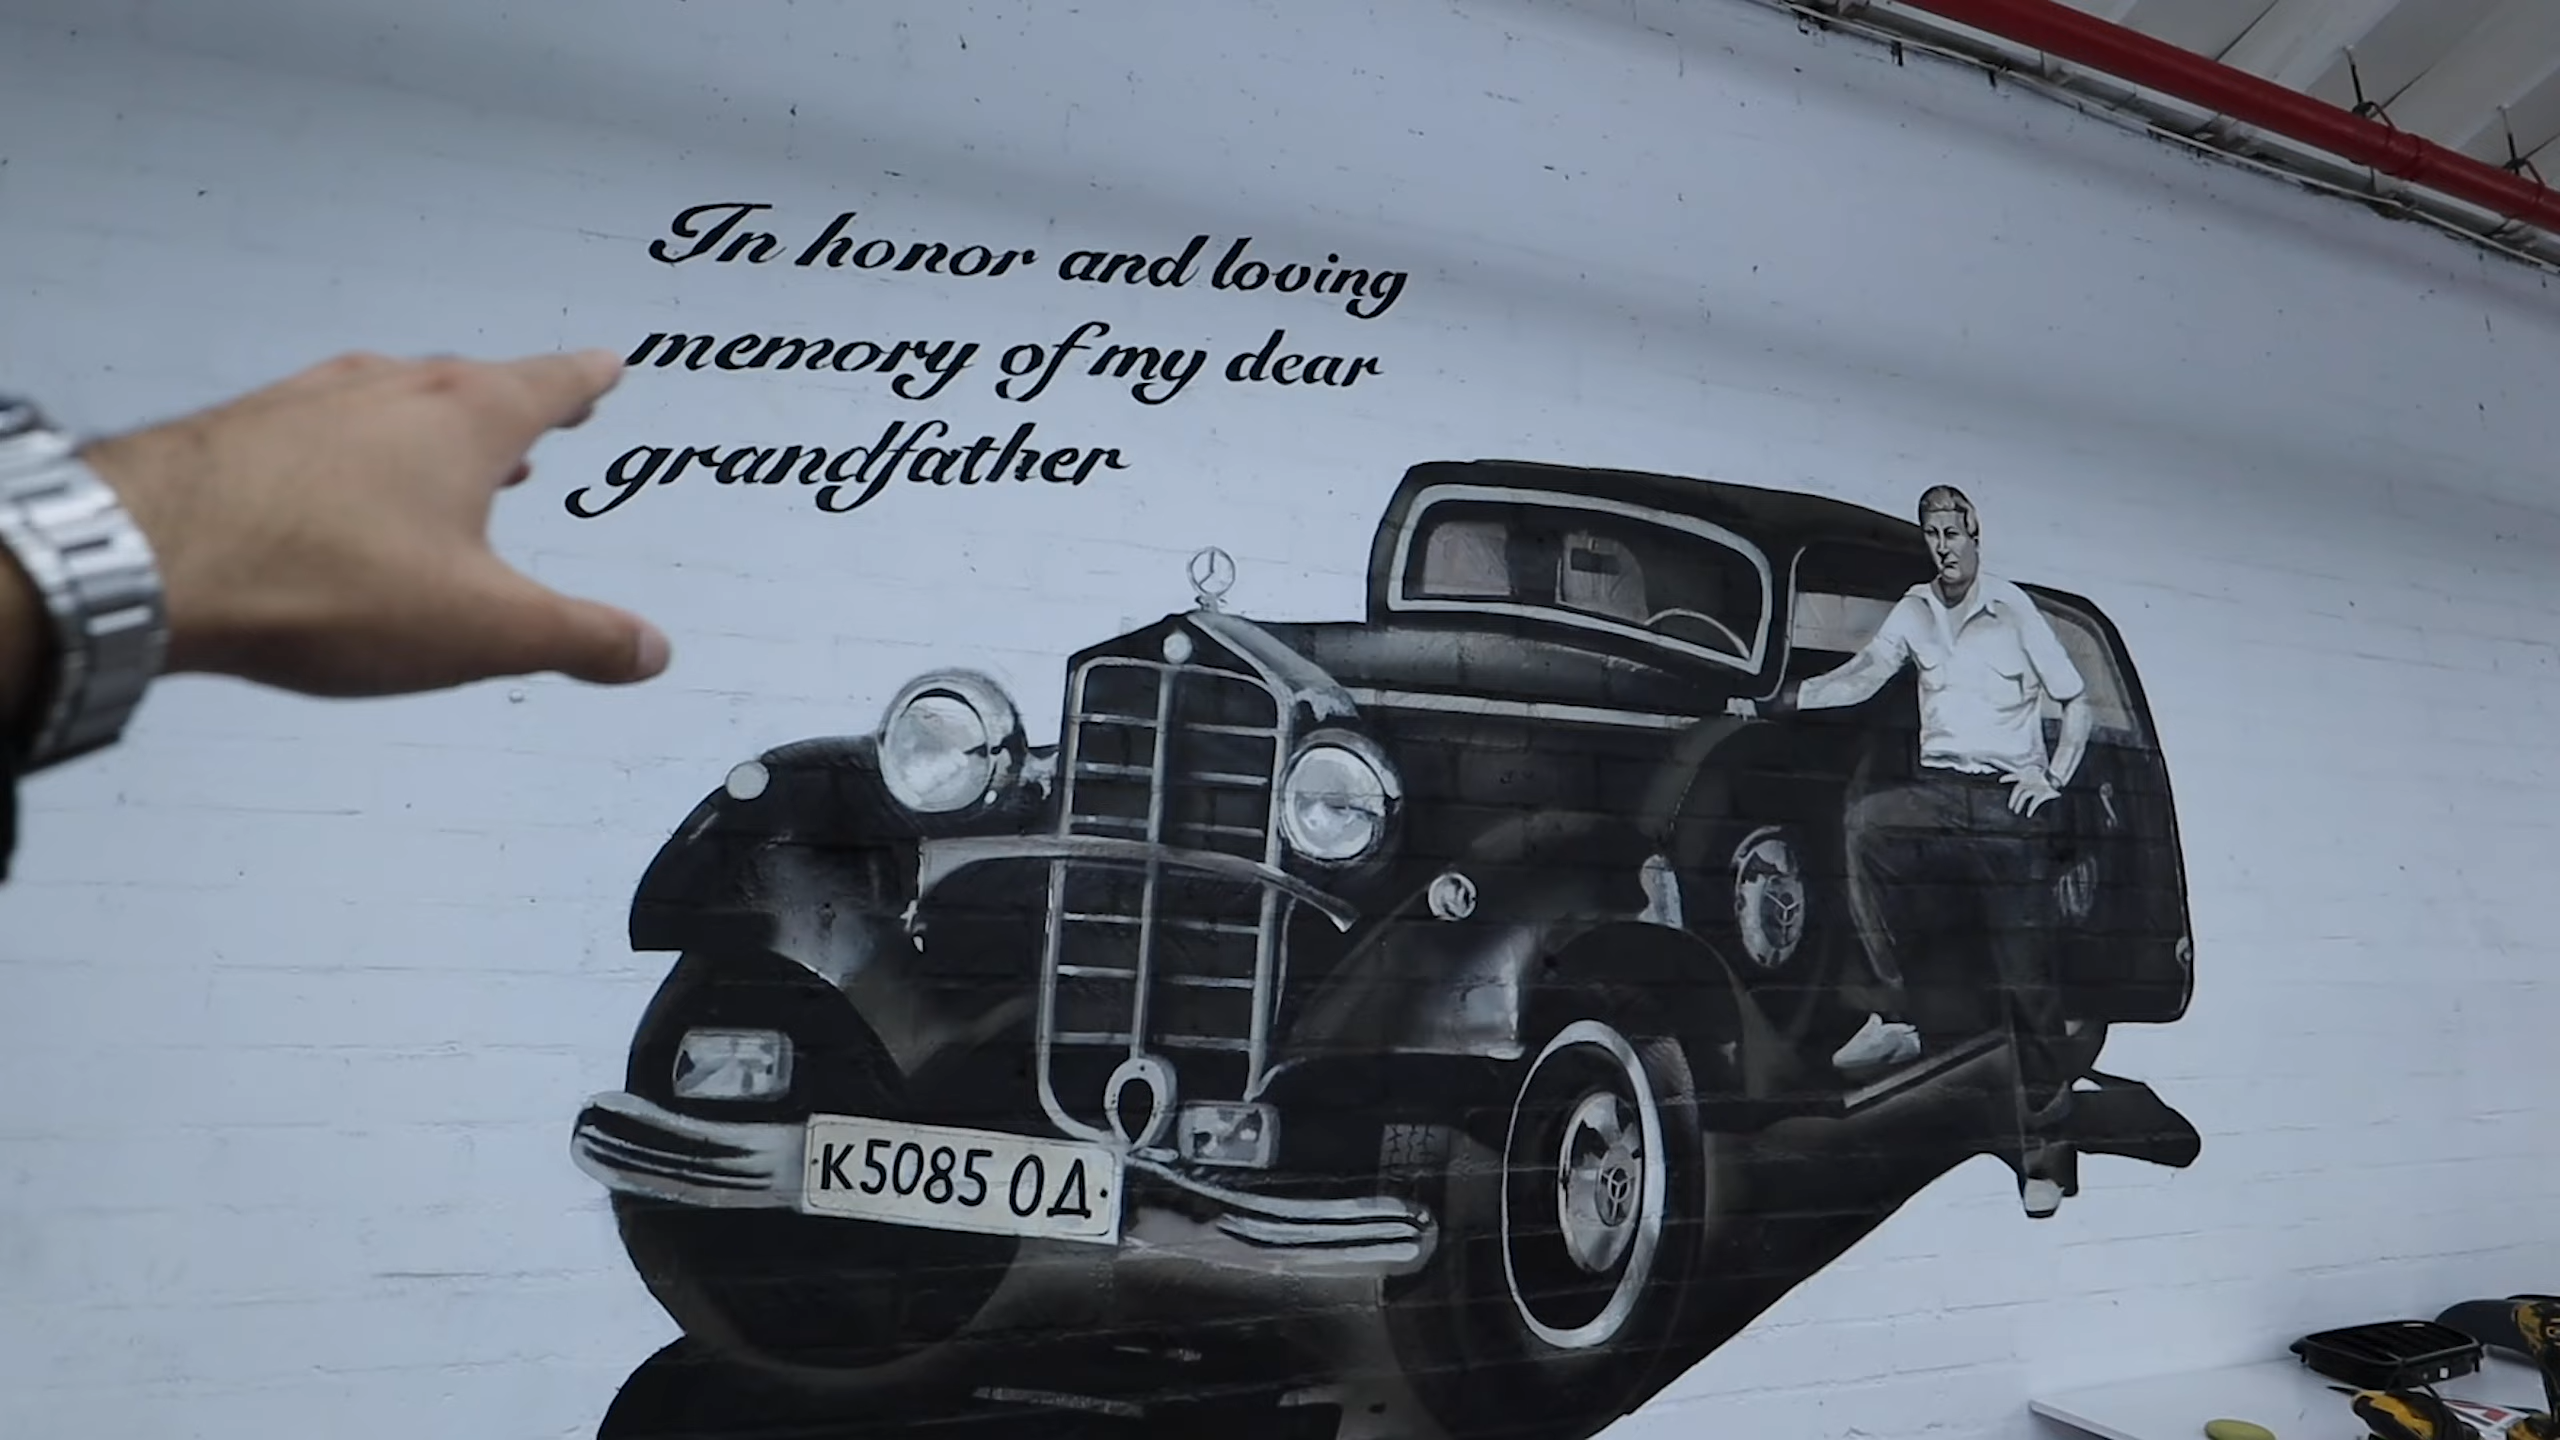 In honor and loving
memory of my dear
grandfather
К5085 ОД